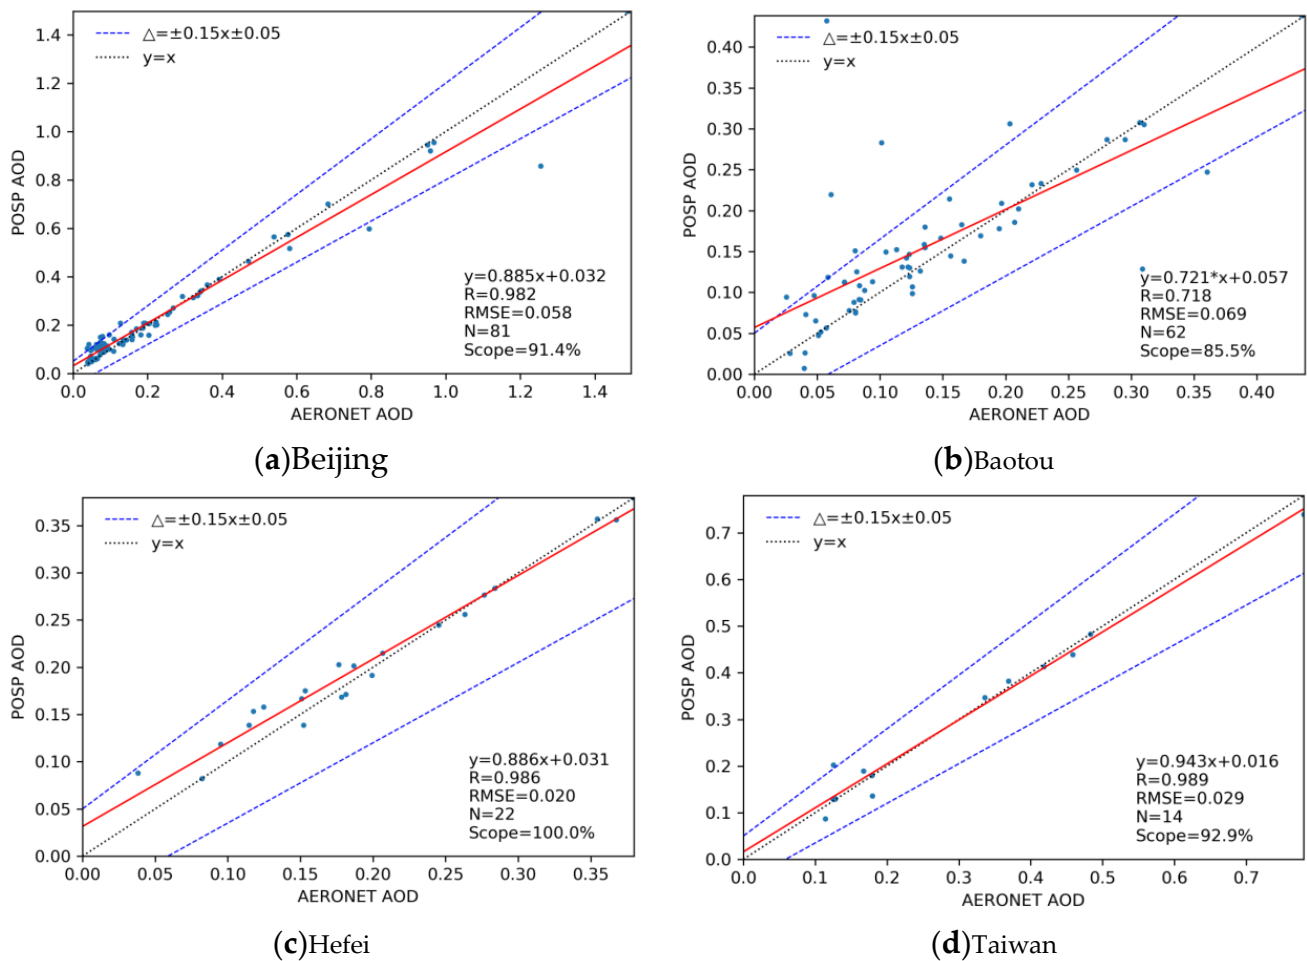 1.4
1.2
1.0
0.8
0.6
0.4
0.2
0.0
POSP AOD
△=±0.15x±0.05
y=x
y=0.885x+0.032
R=0.982
RMSE=0.058
N=81
Scope=91.4%
0.0 0.2 0.4 0.6 0.8 1.0 1.2 1.4
AERONET AOD
(a)Beijing
0.40
0.35
0.30
0.25
0.20
0.15
0.10
0.05
0.00
POSP AOD
△=±0.15x±0.05
y=x
y=0.721*x+0.057
R=0.718
RMSE=0.069
N=62
Scope=85.5%
0.00 0.05 0.10 0.15 0.20 0.25 0.30 0.35 0.40
AERONET AOD
(b)Baotou
0.35
0.30
0.25
0.20
0.15
0.10
0.05
0.00
POSP AOD
△=±0.15x±0.05
y=x
y=0.886x+0.031
R=0.986
RMSE=0.020
N=22
Scope=100.0%
0.00 0.05 0.10 0.15 0.20 0.25 0.30 0.35
AERONET AOD
(c)Hefei
0.7
0.6
0.5
0.4
0.3
0.2
0.1
0.0
POSP AOD
△=±0.15x±0.05
y=x
y=0.943x+0.016
R=0.989
RMSE=0.029
N=14
Scope=92.9%
0.0 0.1 0.2 0.3 0.4 0.5 0.6 0.7
AERONET AOD
(d)Taiwan